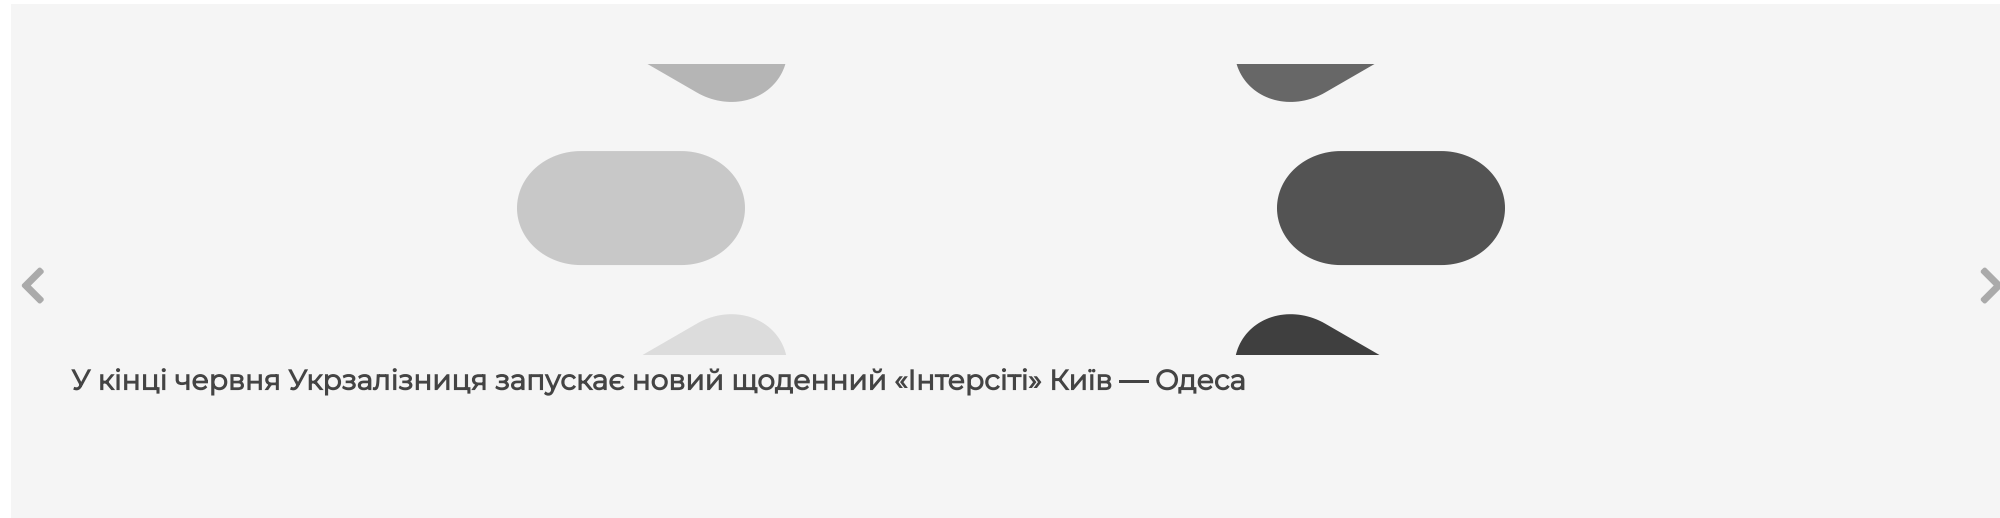 У кінці червня Укрзалізниця запускає новий щоденний «Інтерсіті» Київ — Одеса